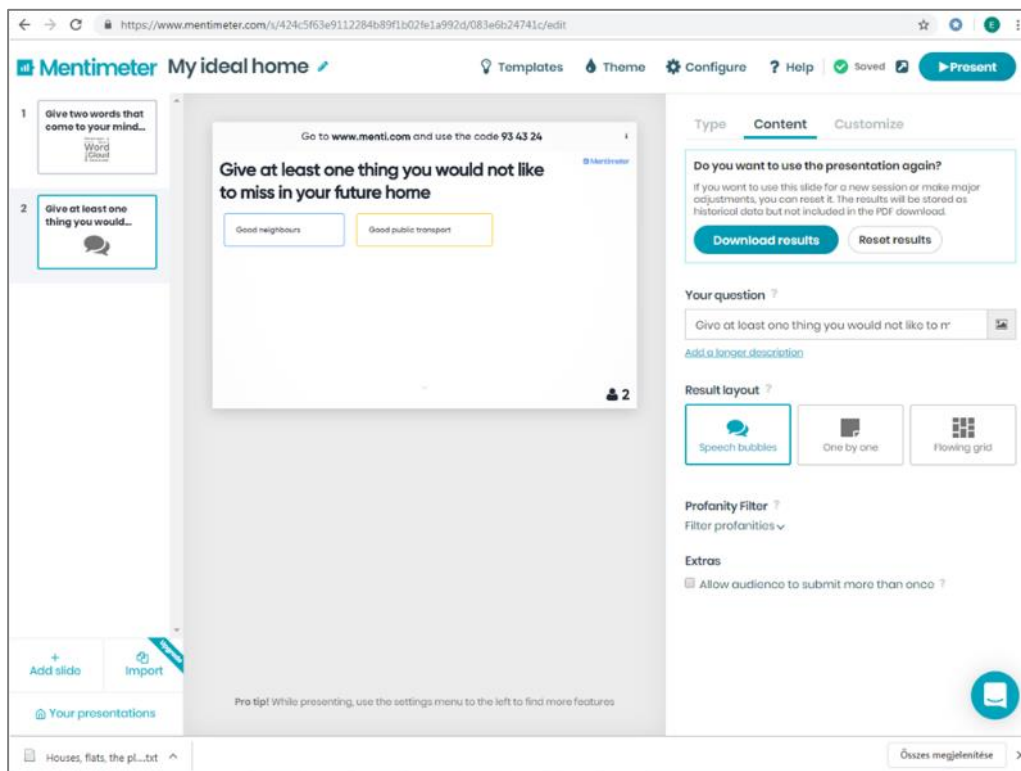 https://www.mentimeter.com/s/424c5f63e9112284b89f1b02fe1a992d/083e6b24741c/edit
E
Mentimeter My ideal home
Templates Theme Configure ? Help Saved Present
1 Give two words that
come to your mind...
Word
Cloud
2 Give at least one
thing you would...
Go to www.menti.com and use the code 93 43 24
Mentimeter
Give at least one thing you would not like
to miss in your future home
Good neighbours Good public transport
2
Type Content Customize
Do you want to use the presentation again?
If you want to use this slide for a new session or make major
adjustments, you can reset it. The results will be stored as
historical data but not included in the PDF download.
Download results Reset results
Your question ?
Give at least one thing you would not like to m
Add a longer description
Result layout ?
Speech bubbles One by one Flowing grid
Profanity Filter ?
Filter profanities
Extras
Allow audience to submit more than once ?
Upgrade
+
Add slide Import
Your presentations
Pro tip! While presenting, use the settings menu to the left to find more features
Houses, flats, the pl....txt
Összes megjelenítése X